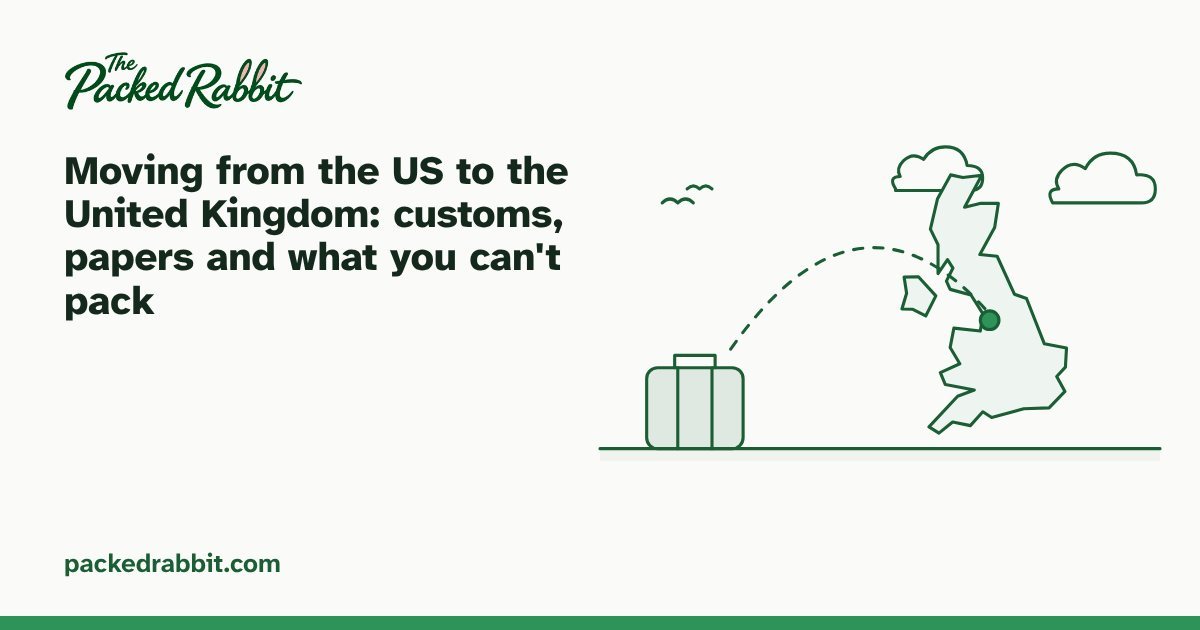 The
Packed Rabbit
Moving from the US to the
United Kingdom: customs,
papers and what you can't
pack
packedrabbit.com